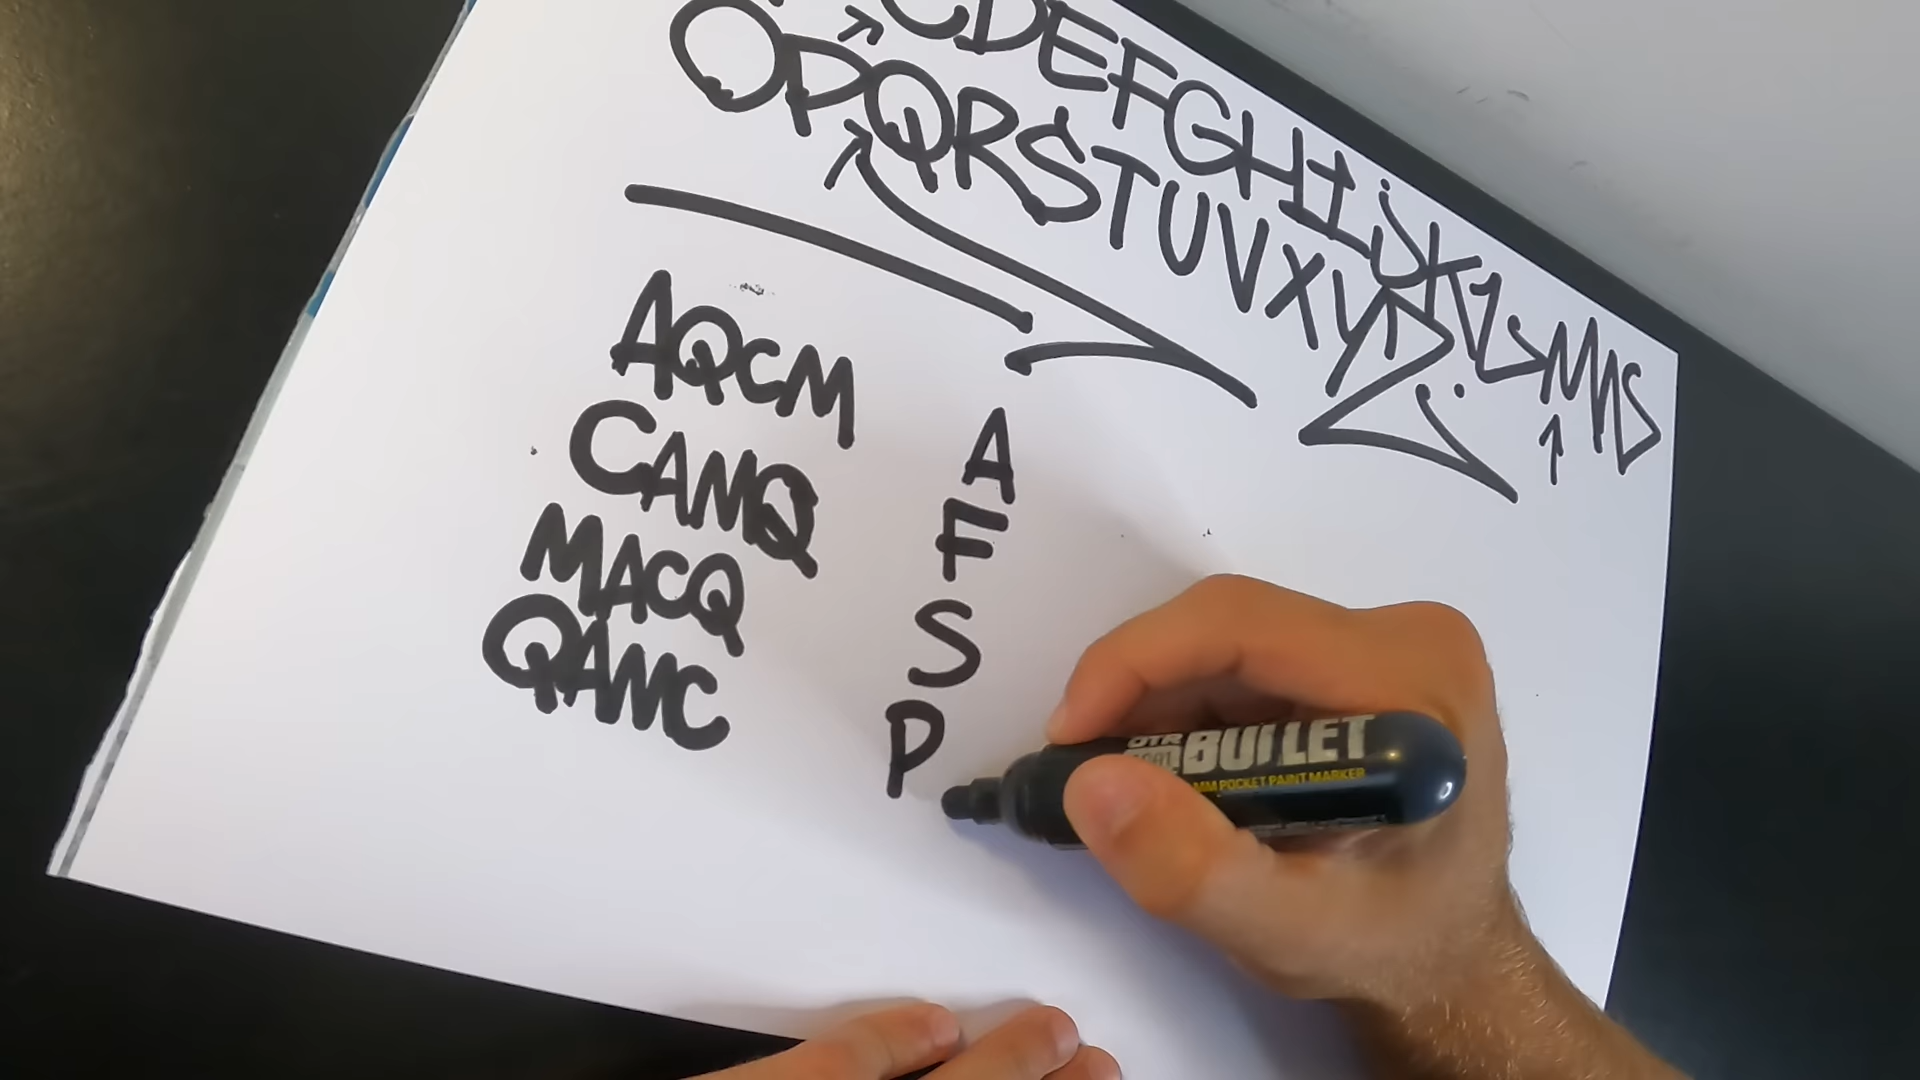 CDEFGHIJKLMNS
OPQRSTUVXYZ
AQCM
CANQ
MACQ
QANC
A
F
S
P
OTR
BULLET
MM POCKET PAINT MARKER